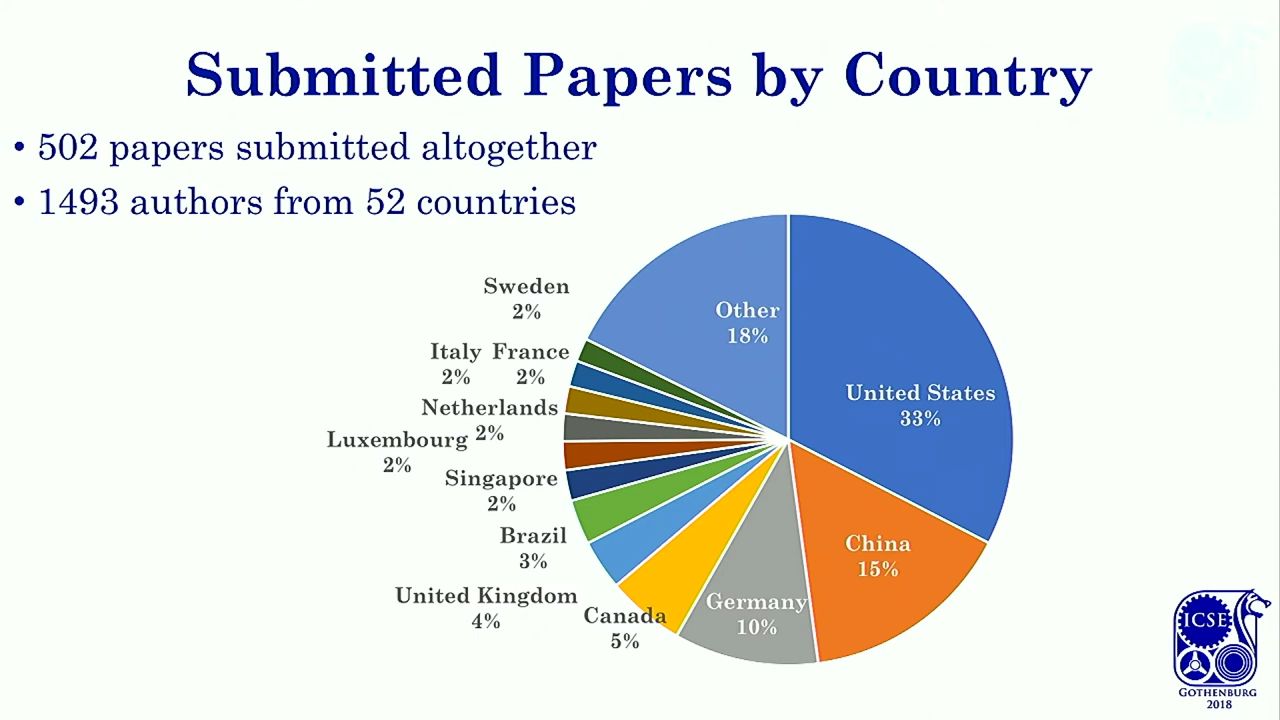 Submitted Papers by Country
• 502 papers submitted altogether
• 1493 authors from 52 countries
Sweden
2%
Other
18%
Italy
2%
France
2%
United States
33%
Netherlands
2%
Luxembourg
2%
Singapore
2%
Brazil
3%
China
15%
United Kingdom
4%
Canada
5%
Germany
10%
ICSE
GOTHENBURG
2018